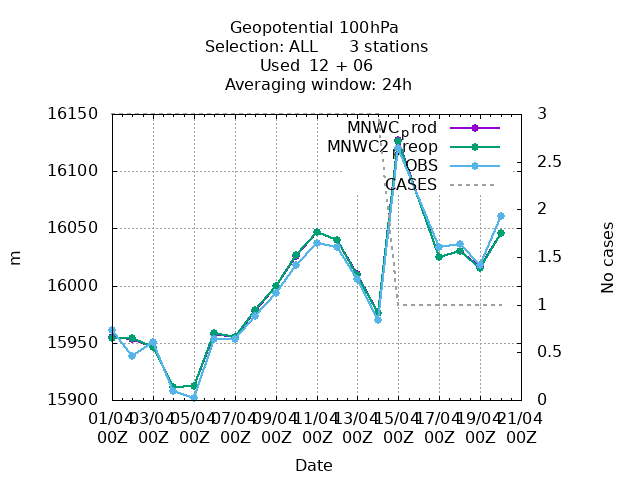 Geopotential 100hPa
Selection: ALL 3 stations
Used 12 + 06
Averaging window: 24h
16150
16100
16050
16000
15950
15900
m
3
2.5
2
1.5
1
0.5
0
No cases
MNWCprod
MNWC2preop
OBS
CASES
01/04 03/04 05/04 07/04 09/04 11/04 13/04 15/04 17/04 19/04 21/04
00Z 00Z 00Z 00Z 00Z 00Z 00Z 00Z 00Z 00Z 00Z
Date